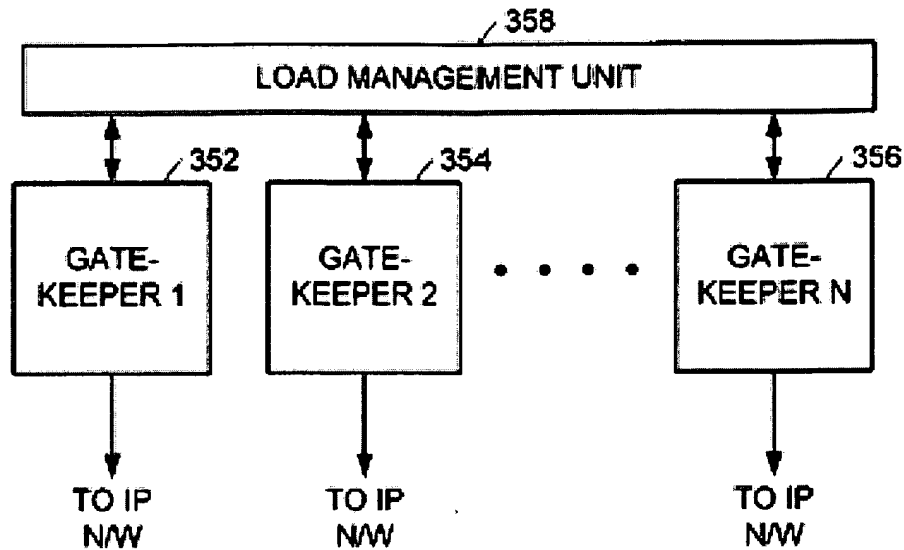 358
LOAD MANAGEMENT UNIT
352
354
356
GATE-
KEEPER 1
GATE-
KEEPER 2
GATE-
KEEPER N
TO IP
N/W
TO IP
N/W
TO IP
N/W